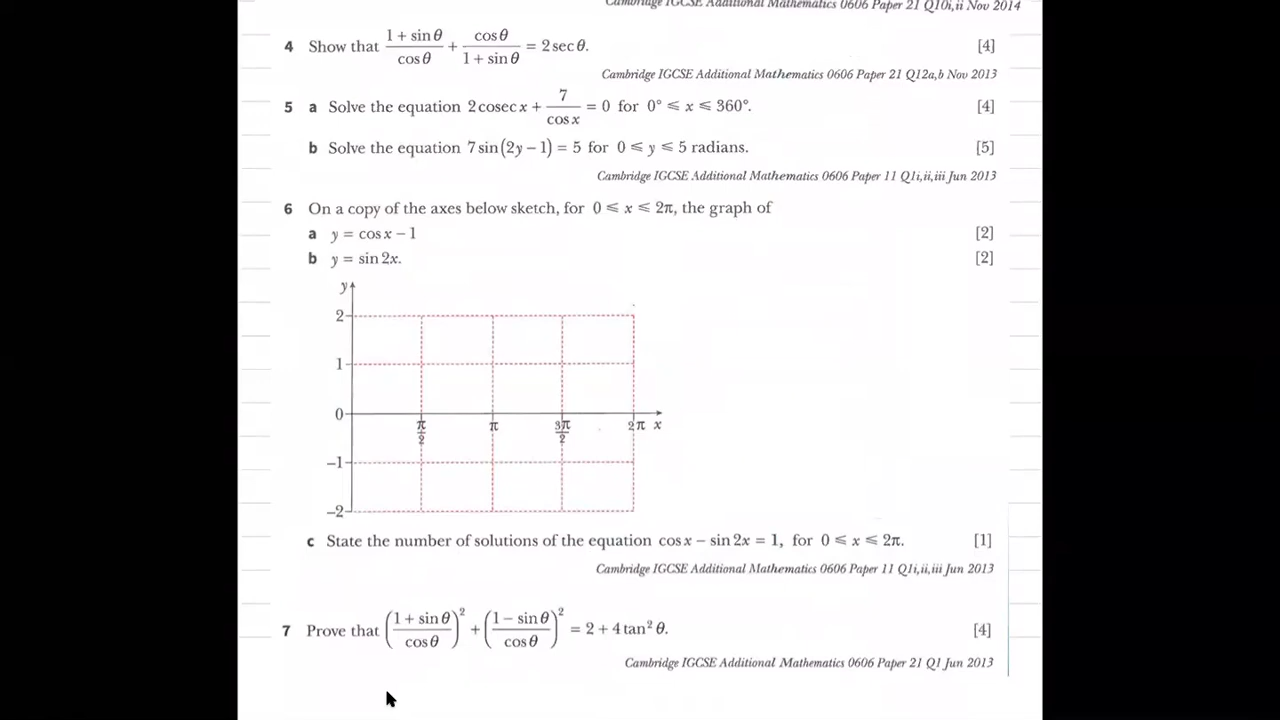 Cambridge IGCSE Additional Mathematics 0606 Paper 21 Q10i,ii Nov 2014
4 Show that (1 + sin θ)/(cos θ) + (cos θ)/(1 + sin θ) = 2 sec θ. [4]
Cambridge IGCSE Additional Mathematics 0606 Paper 21 Q12a,b Nov 2013
5 a Solve the equation 2 cosec x + 7/(cos x) = 0 for 0° ⩽ x ⩽ 360°. [4]
b Solve the equation 7 sin(2y − 1) = 5 for 0 ⩽ y ⩽ 5 radians. [5]
Cambridge IGCSE Additional Mathematics 0606 Paper 11 Q1i,ii,iii Jun 2013
6 On a copy of the axes below sketch, for 0 ⩽ x ⩽ 2π, the graph of
a y = cos x − 1 [2]
b y = sin 2x. [2]
y
2
1
0
π/2 π 3π/2 2π x
−1
−2
c State the number of solutions of the equation cos x − sin 2x = 1, for 0 ⩽ x ⩽ 2π. [1]
Cambridge IGCSE Additional Mathematics 0606 Paper 11 Q1i,ii,iii Jun 2013
7 Prove that ((1 + sin θ)/(cos θ))² + ((1 − sin θ)/(cos θ))² = 2 + 4 tan² θ. [4]
Cambridge IGCSE Additional Mathematics 0606 Paper 21 Q1 Jun 2013